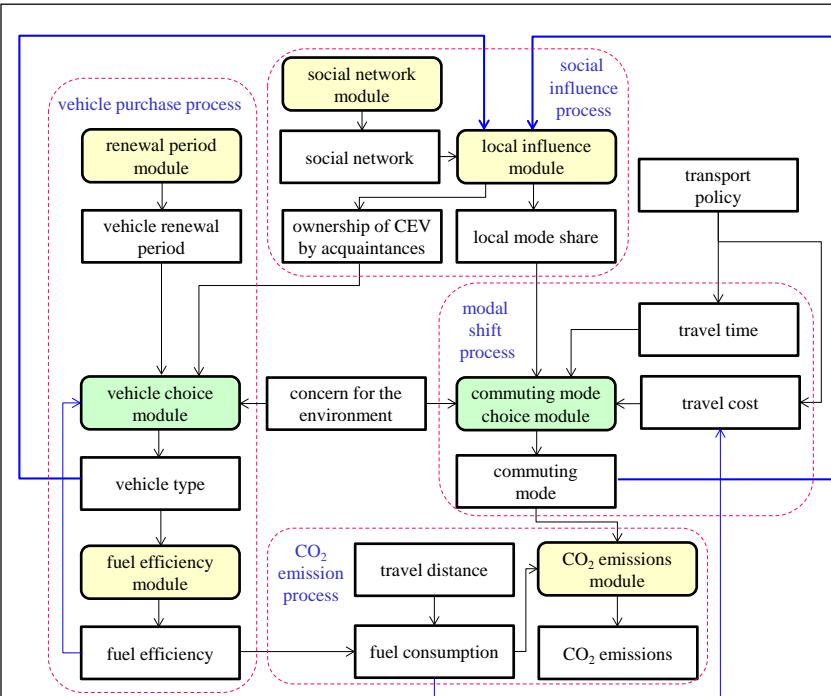 social network
module
social
influence
process
vehicle purchase process
renewal period
module
social network
local influence
module
transport
policy
vehicle renewal
period
ownership of CEV
by acquaintances
local mode share
modal
shift
process
travel time
vehicle choice
module
concern for the
environment
commuting mode
choice module
travel cost
vehicle type
commuting
mode
CO₂
emission
process
fuel efficiency
module
travel distance
CO₂ emissions
module
fuel efficiency
fuel consumption
CO₂ emissions